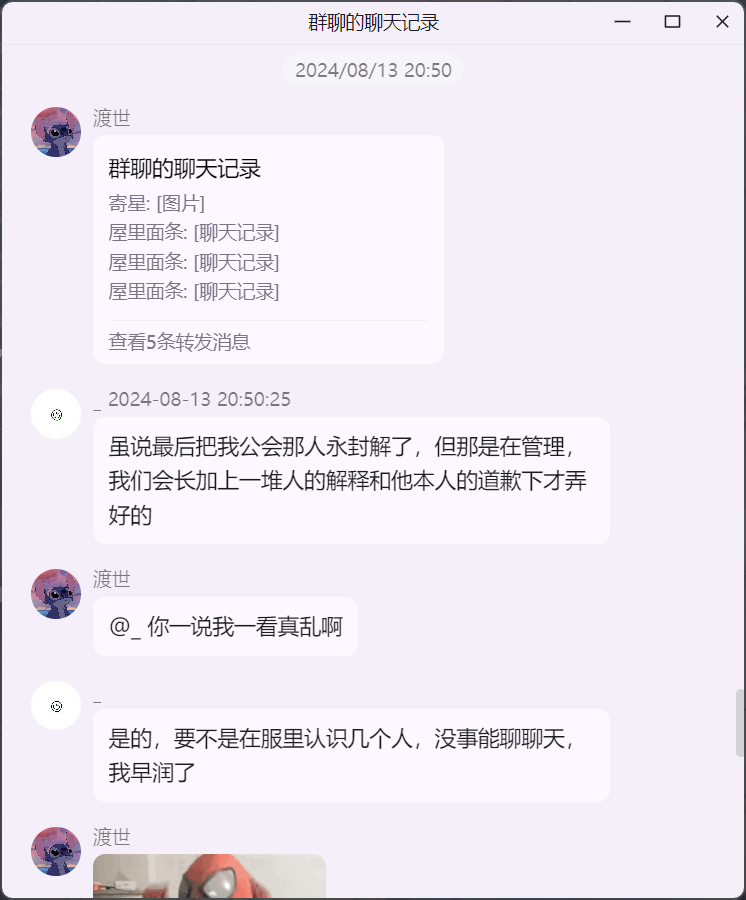 群聊的聊天记录
2024/08/13 20:50
渡世
群聊的聊天记录
寄星: [图片]
屋里面条: [聊天记录]
屋里面条: [聊天记录]
屋里面条: [聊天记录]
查看5条转发消息
_ 2024-08-13 20:50:25
虽说最后把我公会那人永封解了，但那是在管理，
我们会长加上一堆人的解释和他本人的道歉下才弄
好的
渡世
@_ 你一说我一看真乱啊
_
是的，要不是在服里认识几个人，没事能聊聊天，
我早润了
渡世